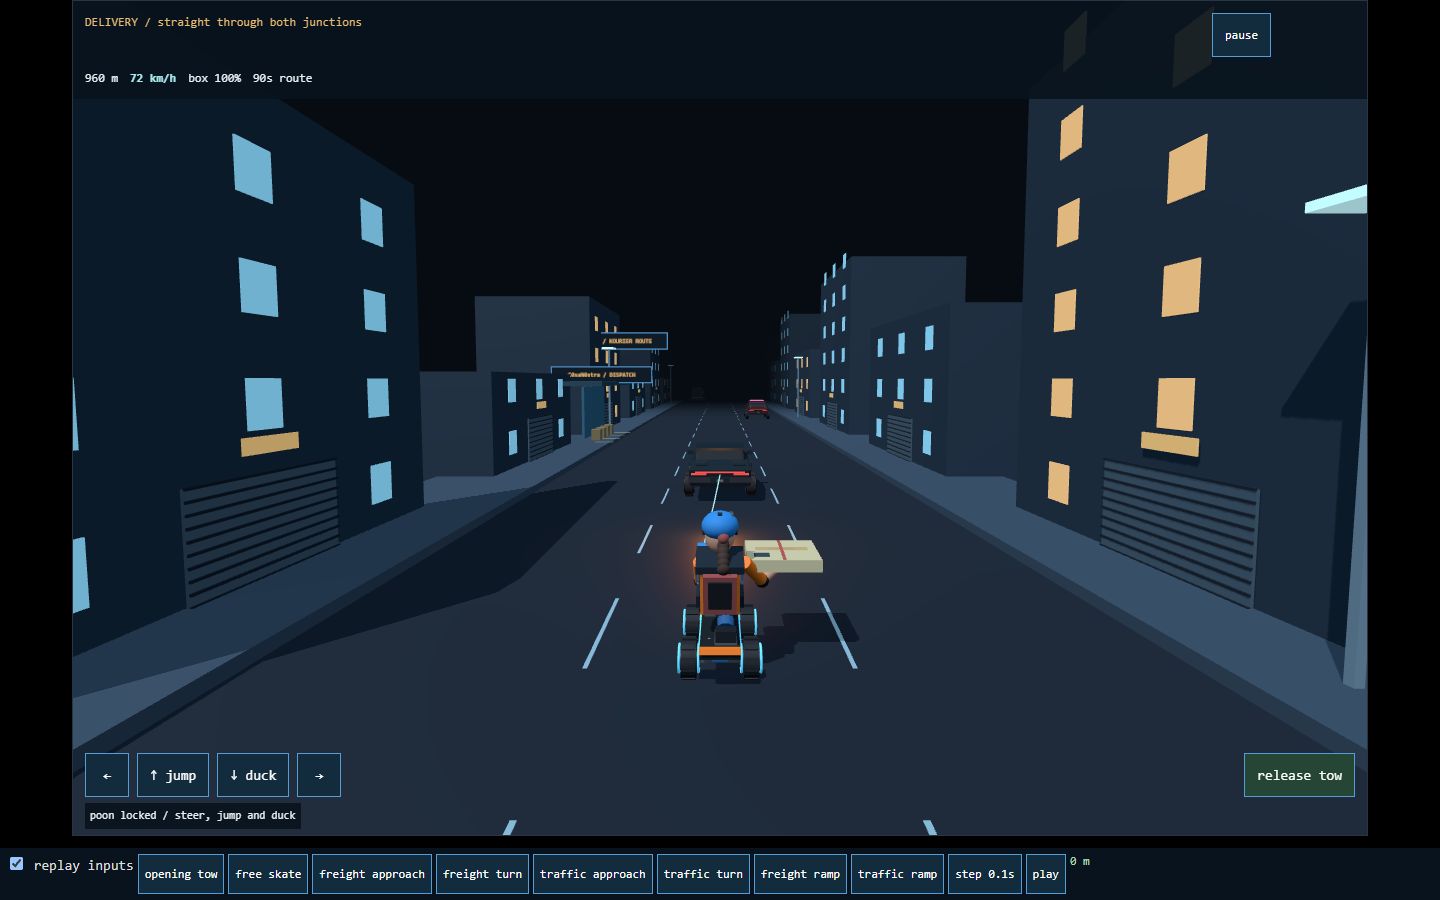 DELIVERY / straight through both junctions
pause
960 m 72 km/h box 100% 90s route
/ KOURIER ROUTE
/ DISPATCH
← ↑ jump ↓ duck →
release tow
poon locked / steer, jump and duck
replay inputs opening tow free skate freight approach freight turn traffic approach traffic turn freight ramp traffic ramp step 0.1s play 0 m